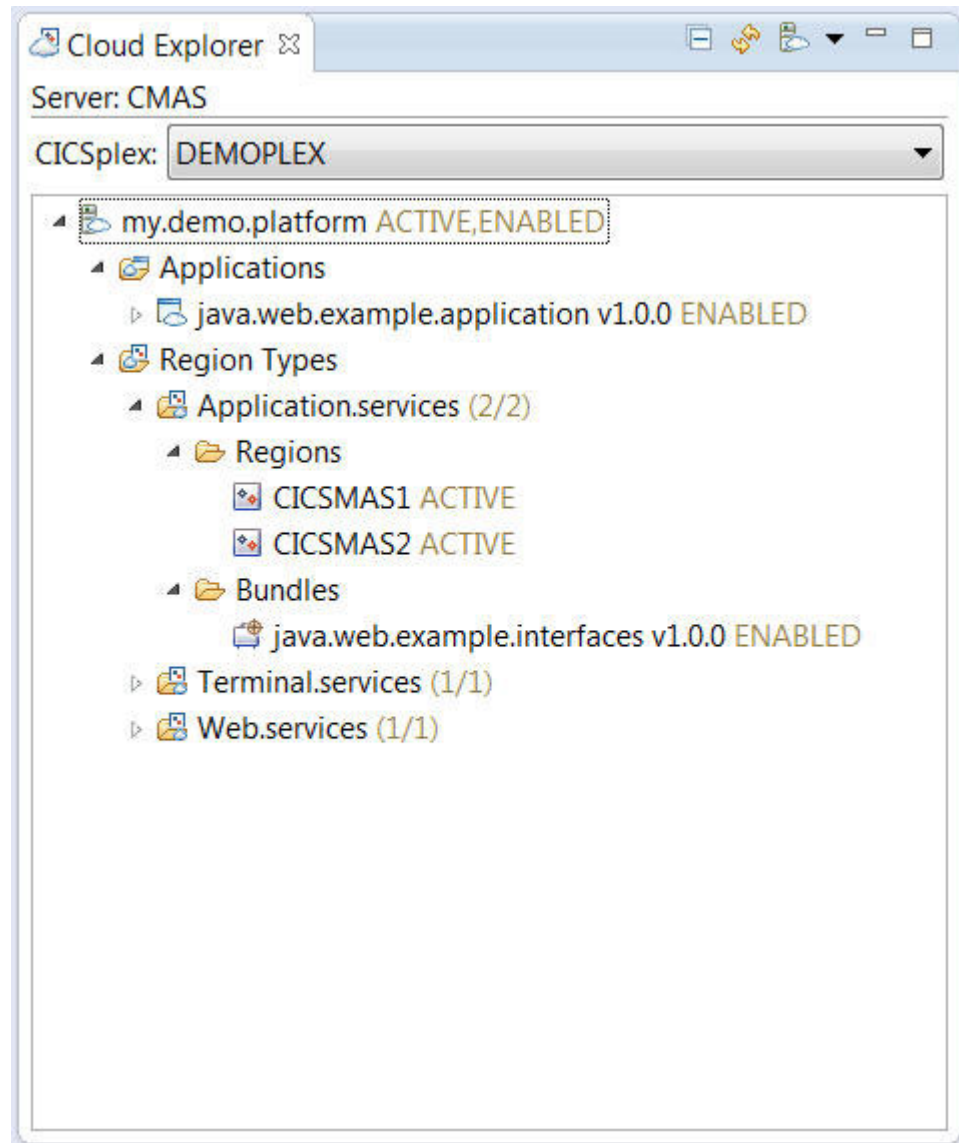 Cloud Explorer
Server: CMAS
CICSplex: DEMOPLEX
my.demo.platform ACTIVE,ENABLED
Applications
java.web.example.application v1.0.0 ENABLED
Region Types
Application.services (2/2)
Regions
CICSMAS1 ACTIVE
CICSMAS2 ACTIVE
Bundles
java.web.example.interfaces v1.0.0 ENABLED
Terminal.services (1/1)
Web.services (1/1)